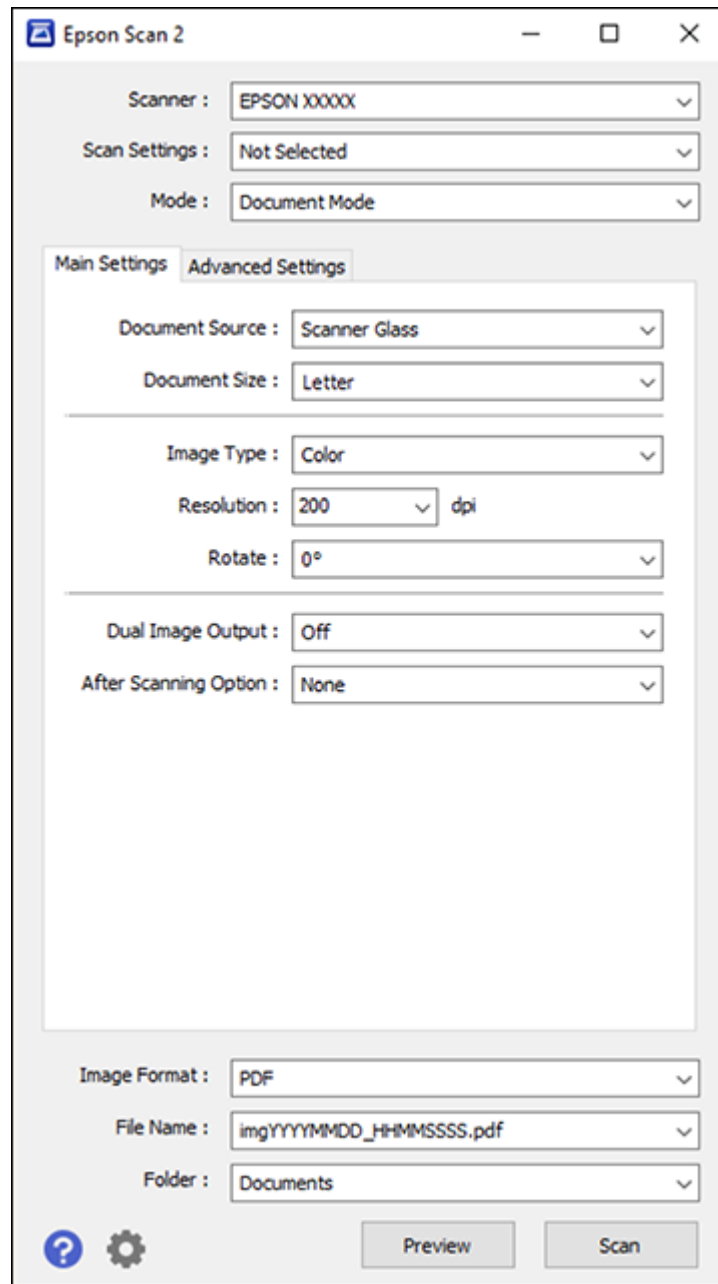 Epson Scan 2
Scanner : EPSON XXXXX
Scan Settings : Not Selected
Mode : Document Mode
Main Settings Advanced Settings
Document Source : Scanner Glass
Document Size : Letter
Image Type : Color
Resolution : 200 dpi
Rotate : 0°
Dual Image Output : Off
After Scanning Option : None
Image Format : PDF
File Name : imgYYYYMMDD_HHMMSSSS.pdf
Folder : Documents
? Preview Scan